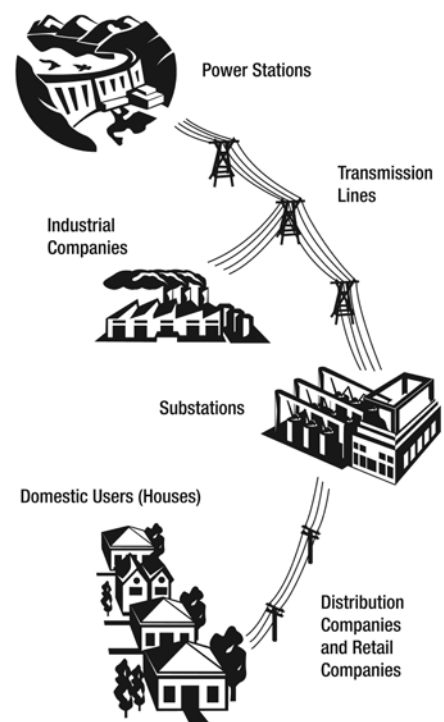 Power Stations
Transmission
Lines
Industrial
Companies
Substations
Domestic Users (Houses)
Distribution
Companies
and Retail
Companies